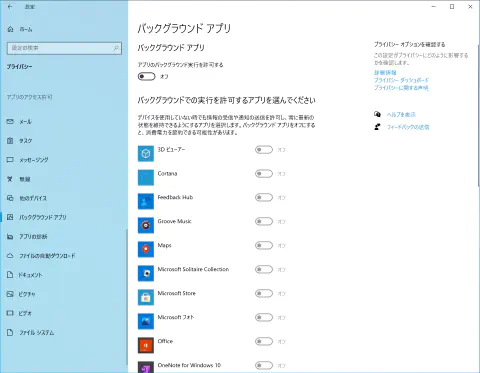 設定
ホーム
設定の検索
プライバシー
アプリのアクセス許可
メール
タスク
メッセージング
無線
他のデバイス
バックグラウンド アプリ
アプリの診断
ファイルの自動ダウンロード
ドキュメント
ピクチャ
ビデオ
ファイル システム
バックグラウンド アプリ
バックグラウンド アプリ
アプリのバックグラウンド実行を許可する
オフ
バックグラウンドでの実行を許可するアプリを選んでください
デバイスを使用していない時でも情報の受信や通知の送信を許可し、常に最新の
状態を維持できるようにするアプリを選択します。バックグラウンド アプリをオフにする
と、消費電力を節約できる可能性があります。
3D ビューアー オフ
Cortana オフ
Feedback Hub オフ
Groove Music オフ
Maps オフ
Microsoft Solitaire Collection オフ
Microsoft Store オフ
Microsoft フォト オフ
Office オフ
OneNote for Windows 10 オフ
プライバシー オプションを確認する
この設定がプライバシーにどのように影響する
かを確認します。
詳細情報
プライバシー ダッシュボード
プライバシーに関する声明
ヘルプを表示
フィードバックの送信